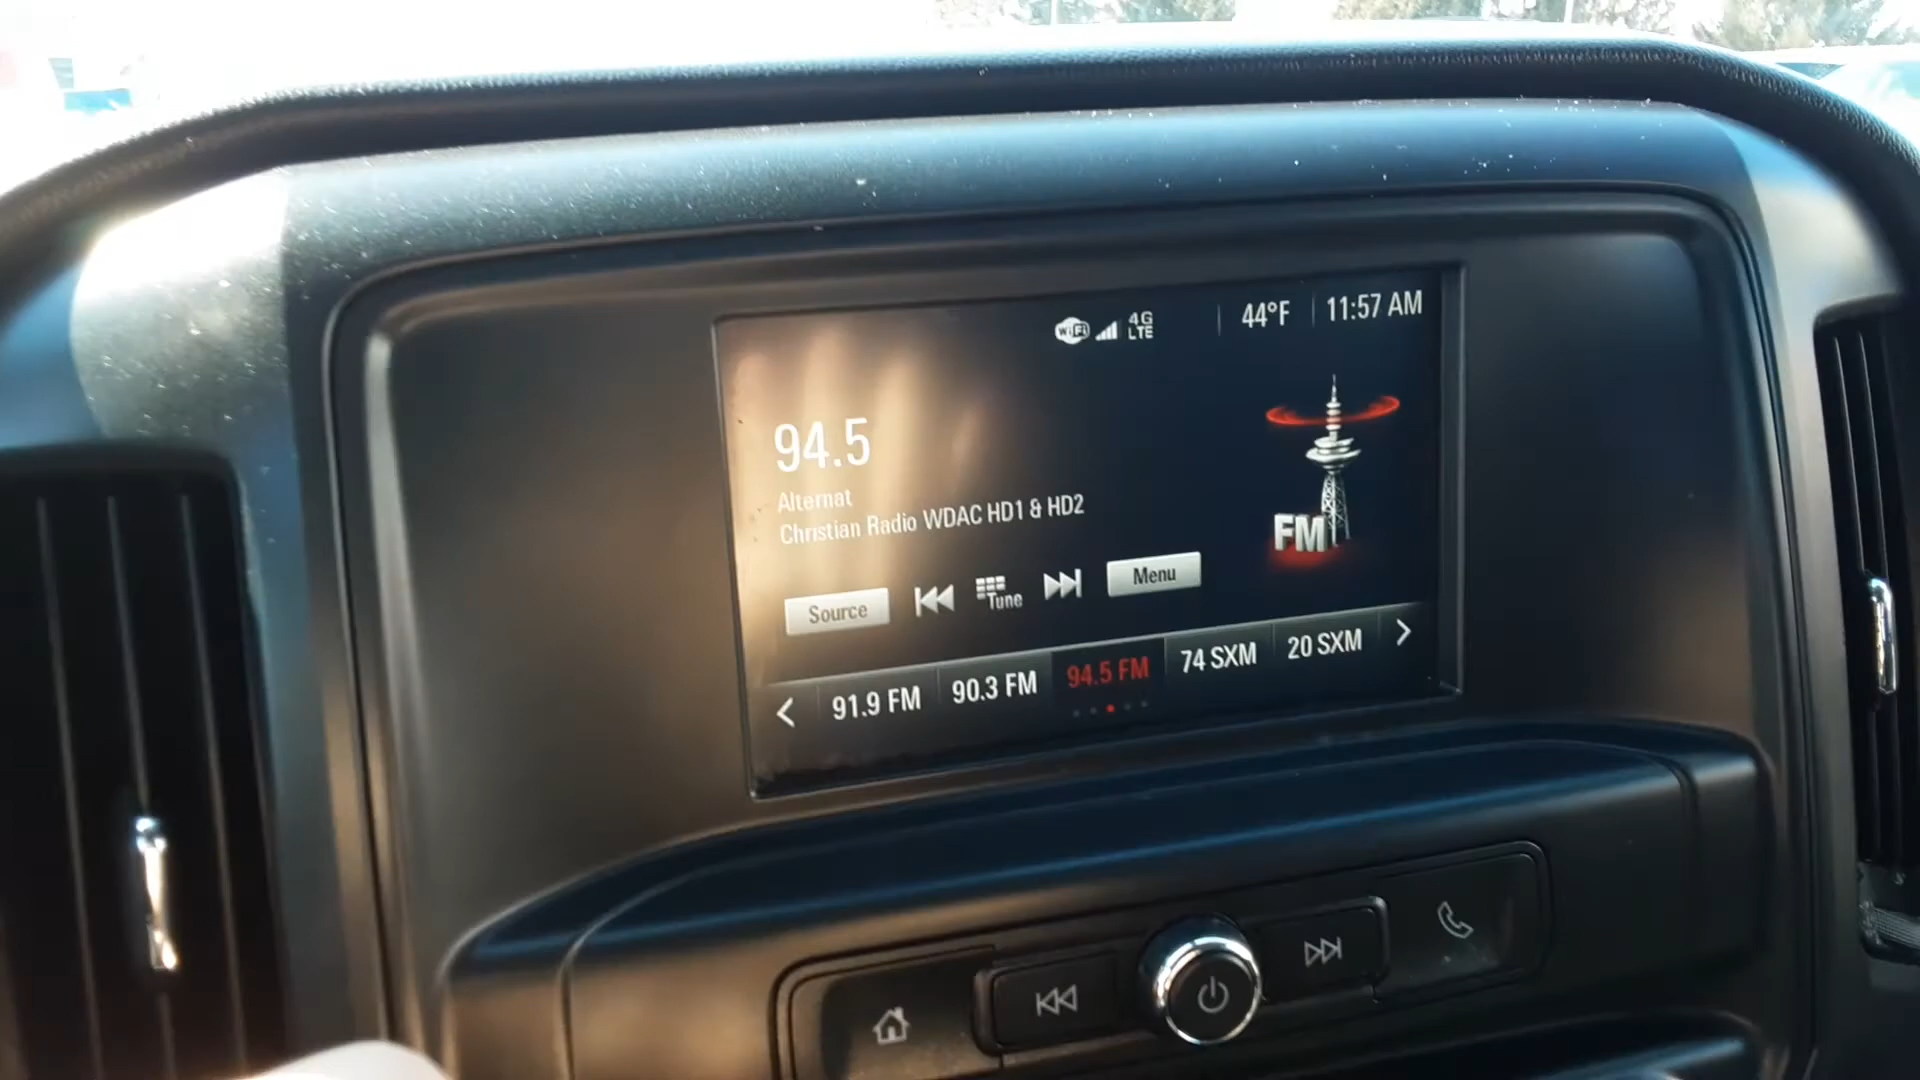 WiFi 4G LTE 44°F 11:57 AM
94.5
Alternat
Christian Radio WDAC HD1 & HD2
FM
Source Tune Menu
91.9 FM 90.3 FM 94.5 FM 74 SXM 20 SXM